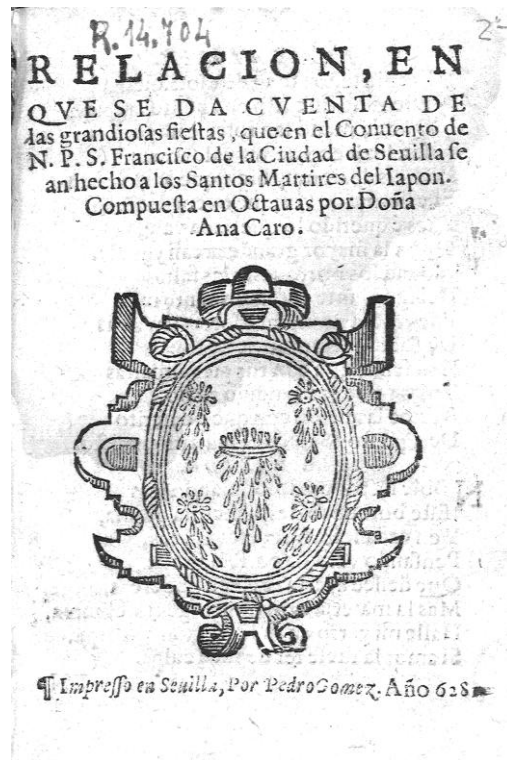 R.14.704
2
RELACION, EN
QVE SE DA CVENTA DE
las grandiosas fiestas, que en el Conuento de
N. P. S. Francisco de la Ciudad de Seuilla se
an hecho a los Santos Martires del Iapon.
Compuesta en Octauas por Doña
Ana Caro.
¶ Impresso en Seuilla, Por Pedro Gomez. Año 628